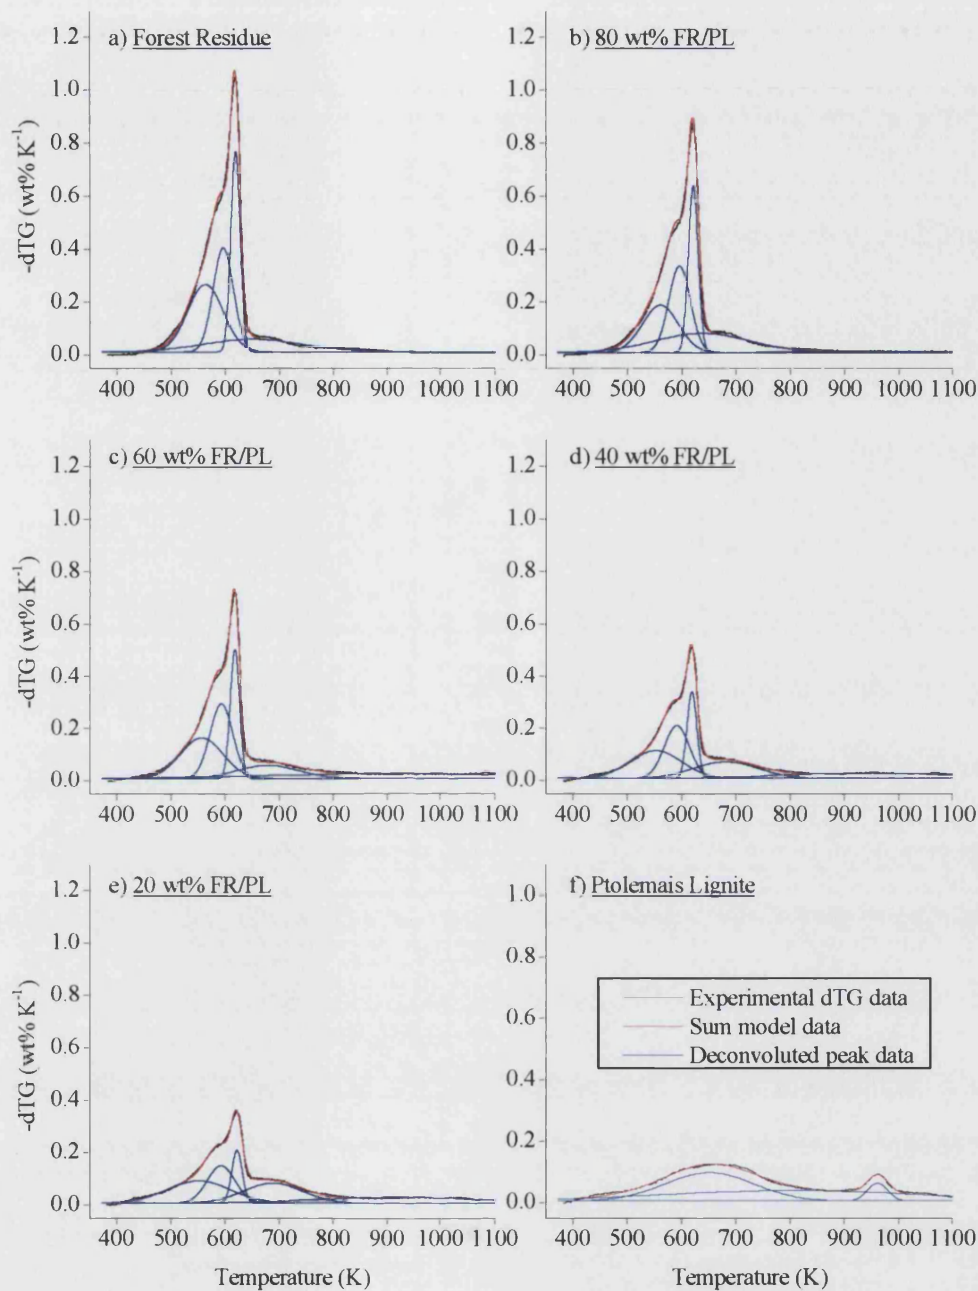 a) Forest Residue
1.2
1.0
0.8
0.6
0.4
0.2
0.0
-dTG (wt% K⁻¹)
400 500 600 700 800 900 1000 1100
b) 80 wt% FR/PL
1.2
1.0
0.8
0.6
0.4
0.2
0.0
400 500 600 700 800 900 1000 1100
c) 60 wt% FR/PL
1.2
1.0
0.8
0.6
0.4
0.2
0.0
-dTG (wt% K⁻¹)
400 500 600 700 800 900 1000 1100
d) 40 wt% FR/PL
1.2
1.0
0.8
0.6
0.4
0.2
0.0
400 500 600 700 800 900 1000 1100
e) 20 wt% FR/PL
1.2
1.0
0.8
0.6
0.4
0.2
0.0
-dTG (wt% K⁻¹)
400 500 600 700 800 900 1000 1100
Temperature (K)
f) Ptolemais Lignite
1.0
0.8
0.6
0.4
0.2
0.0
Experimental dTG data
Sum model data
Deconvoluted peak data
400 500 600 700 800 900 1000 1100
Temperature (K)